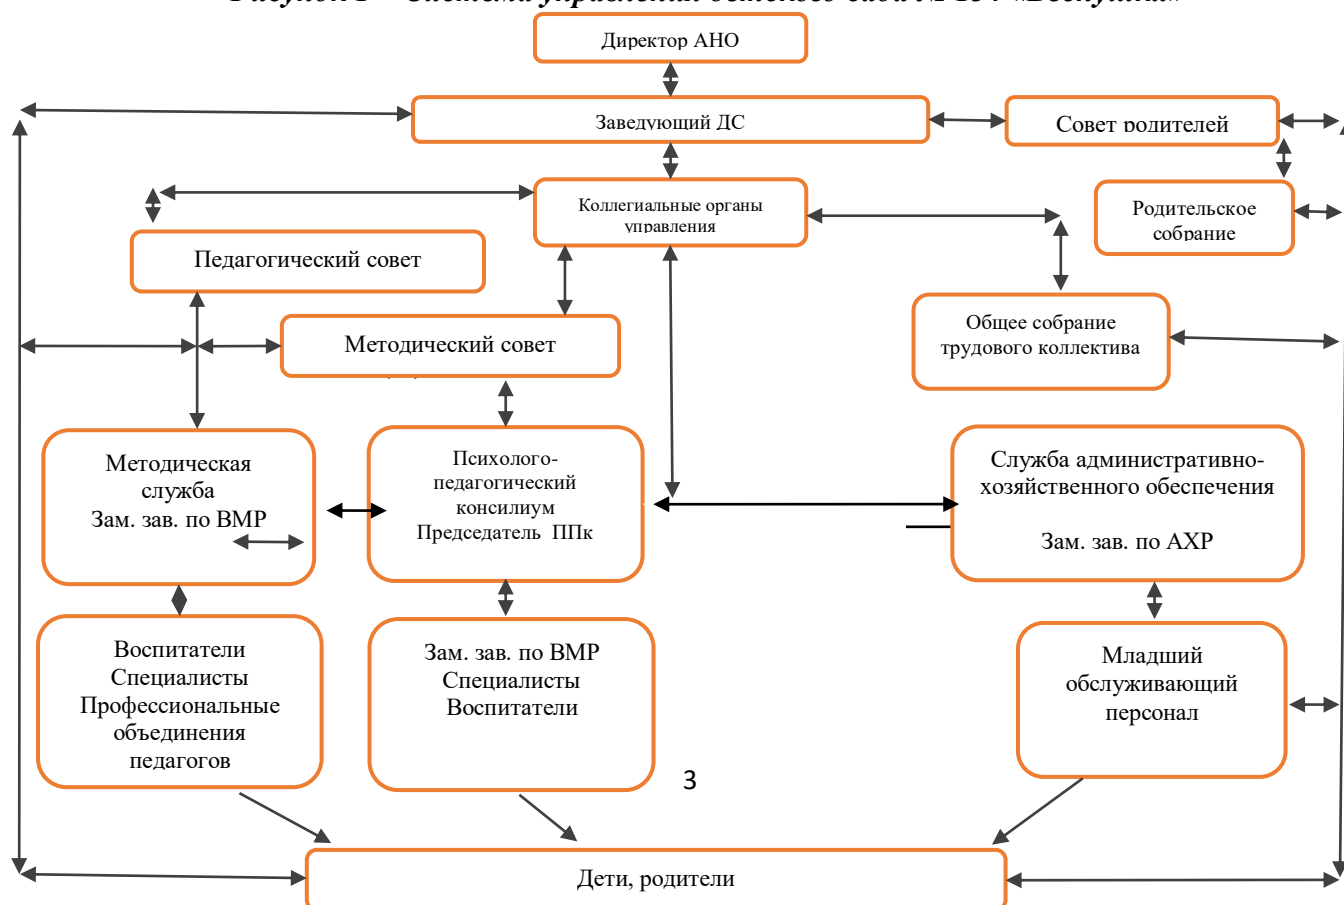 Директор АНО
Заведующий ДС
Совет родителей
Коллегиальные органы
управления
Родительское
собрание
Педагогический совет
Общее собрание
трудового коллектива
Методический совет
Методическая
служба
Зам. зав. по ВМР
Психолого-
педагогический
консилиум
Председатель ППк
Служба административно-
хозяйственного обеспечения
Зам. зав. по АХР
Воспитатели
Специалисты
Профессиональные
объединения
педагогов
Зам. зав. по ВМР
Специалисты
Воспитатели
Младший
обслуживающий
персонал
3
Дети, родители